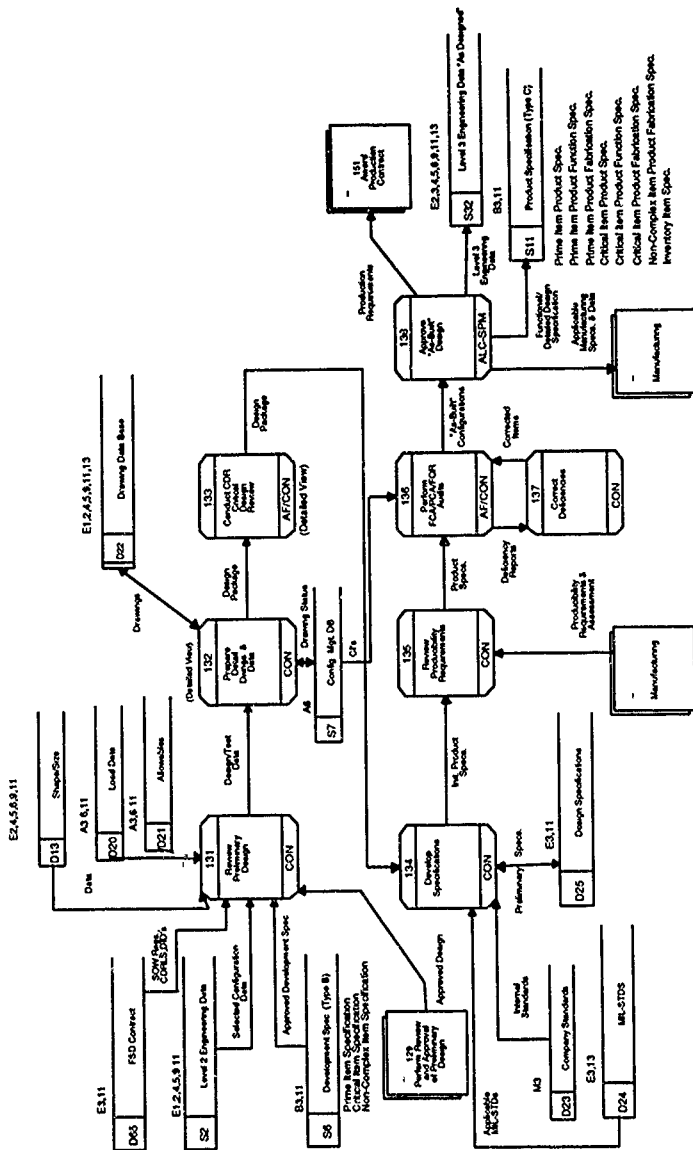 E3,11
D65
FSD Contract
SOW Reqs.
CDRLS, DID's
E1,2,4,5,9 11
S2
Level 2 Engineering Data
Selected Configuration
Data
B3,11
S6
Development Spec (Type B)
Approved Development Spec
Prime Item Specification
Critical Item Specification
Non-Complex Item Specification
E2,4,5,6,9,11
D13
Shape/Size
Data
A3 6,11
D20
Load Data
A3,6 11
D21
Allowables
129
Perform Review
and Approval
of Preliminary
Design
Approved Design
131
Review
Preliminary
Design
CON
Design/Test
Data
(Detailed View)
132
Prepare
Detail
Dwngs &
Data
CON
Drawings
E1,2,4,5,9,11,13
D22
Drawing Data Base
Design
Package
133
Conduct CDR
Critical
Design
Review
AF/CON
(Detailed View)
Design
Package
A6
Drawing Status
S7
Config Mgt. DB
CI's
Applicable
MIL-STDs
Internal
Standards
M3
D23
Company Standards
E3,13
D24
MIL-STDS
134
Develop
Specifications
CON
Preliminary Specs.
E3,11
D25
Design Specifications
Init. Product
Specs.
135
Review
Producibility
Requirements
CON
Producibility
Requirements &
Assessment
Manufacturing
Product
Specs.
136
Perform
FCA/PCA/FQR
Audits
AF/CON
Deficiency
Reports
Corrected
Items
137
Correct
Deficiencies
CON
"As-Built"
Configurations
138
Approve
"As-Built"
Design
ALC-SPM
Production
Requirements
151
Award
Production
Contract
Level 3
Engineering
Data
E2,3,4,5,6,9,11,13
S32
Level 3 Engineering Data "As Designed"
Functional/
Detailed Design
Specification
B3,11
S11
Product Specification (Type C)
Prime Item Product Spec.
Prime Item Product Function Spec.
Prime Item Product Fabrication Spec.
Critical Item Product Spec.
Critical Item Product Function Spec.
Critical Item Product Fabrication Spec.
Non-Complex Item Product Fabrication Spec.
Inventory Item Spec.
Applicable
Manufacturing
Specs. & Data
Manufacturing